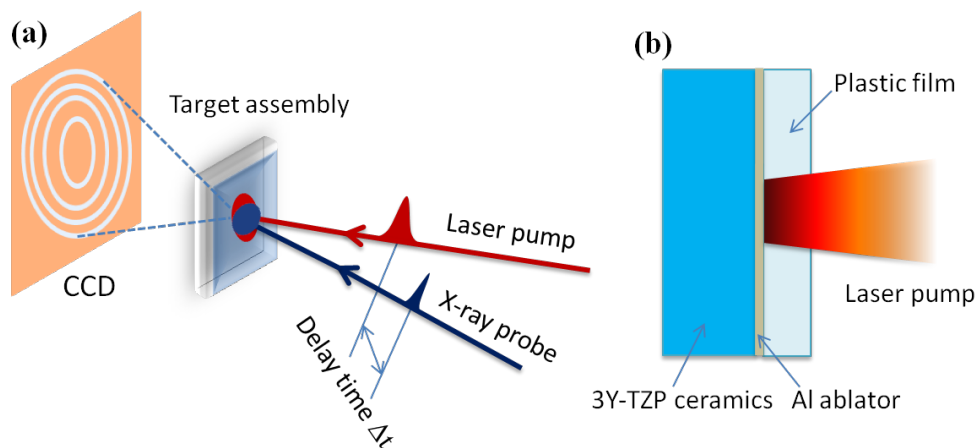 (a)
Target assembly
CCD
Laser pump
X-ray probe
Delay time Δt
(b)
Plastic film
Laser pump
3Y-TZP ceramics
Al ablator